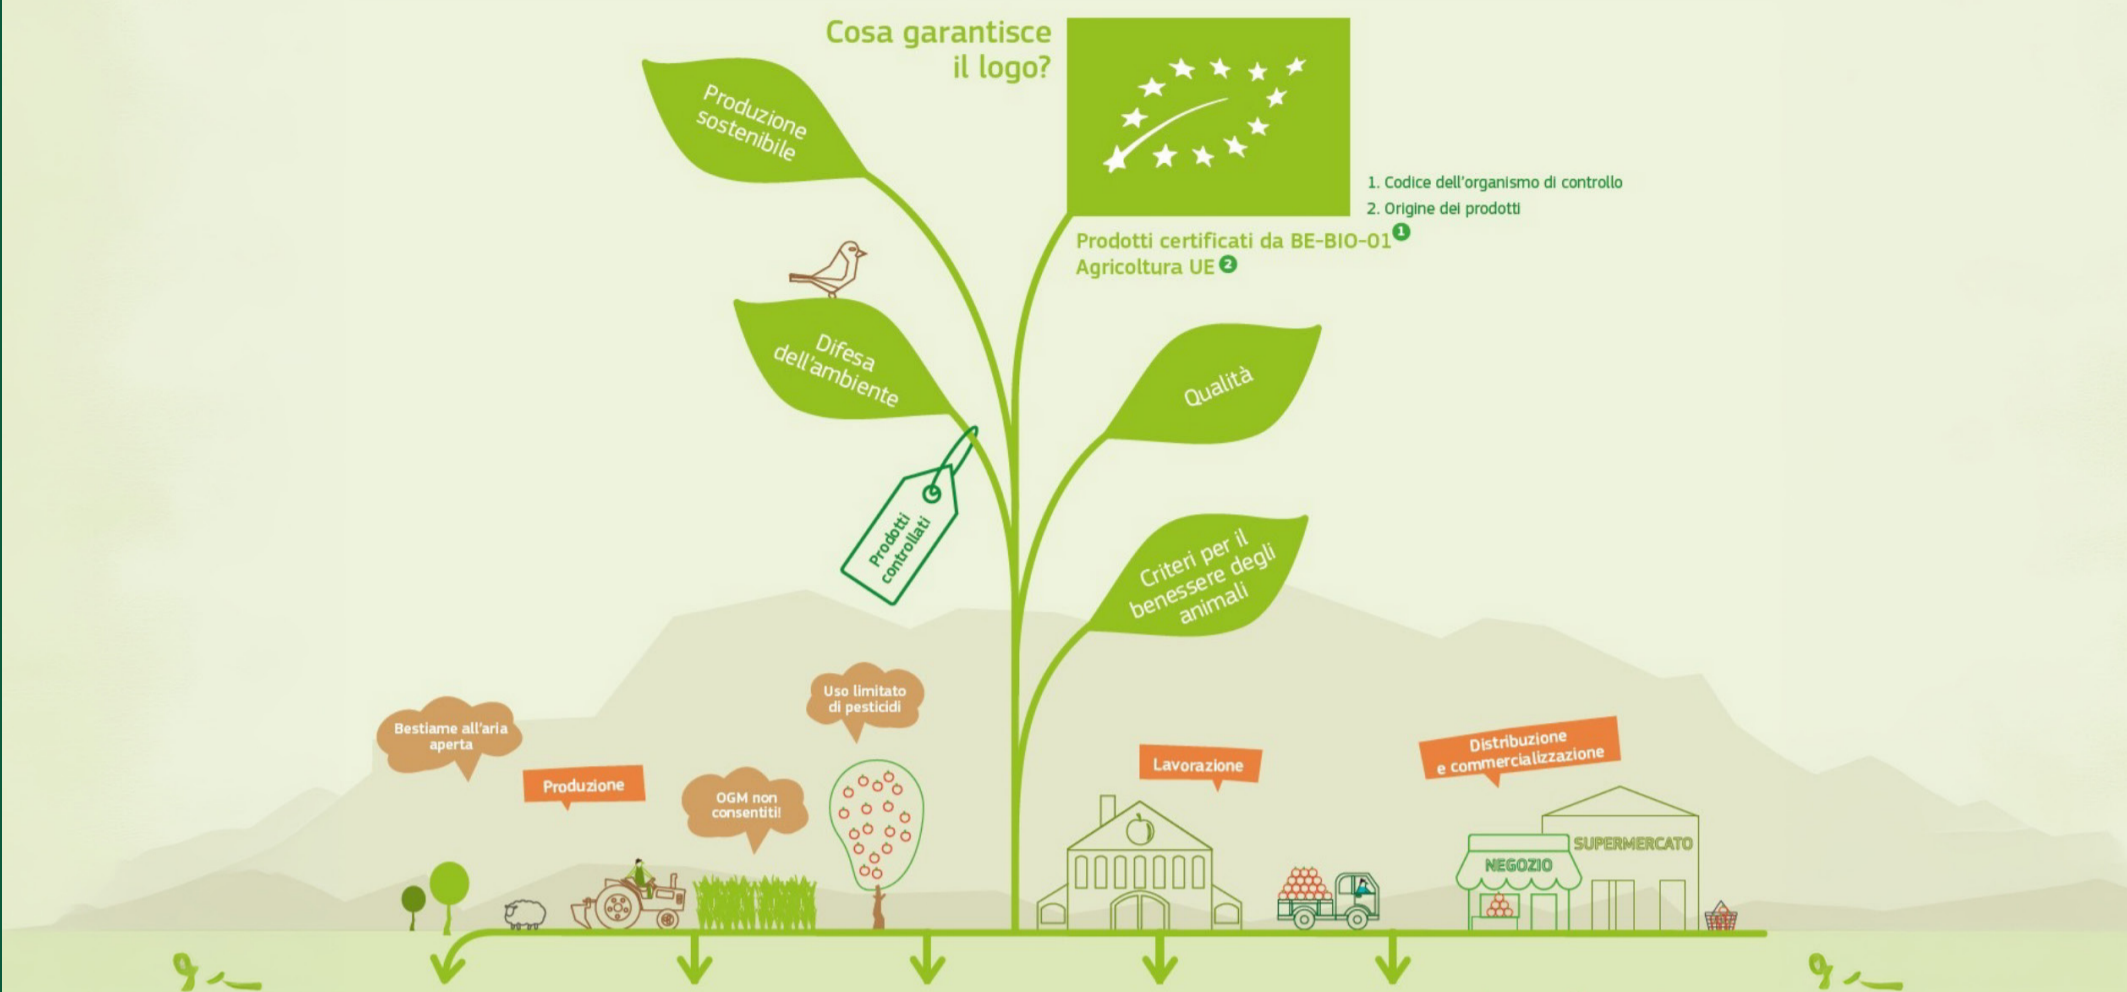 Cosa garantisce
il logo?
Produzione
sostenibile
1. Codice dell'organismo di controllo
2. Origine dei prodotti
Prodotti certificati da BE-BIO-01 1
Agricoltura UE 2
Difesa
dell'ambiente
Qualità
Prodotti
controllati
Criteri per il
benessere degli
animali
Uso limitato
di pesticidi
Bestiame all'aria
aperta
Produzione
OGM non
consentiti!
Lavorazione
Distribuzione
e commercializzazione
SUPERMERCATO
NEGOZIO